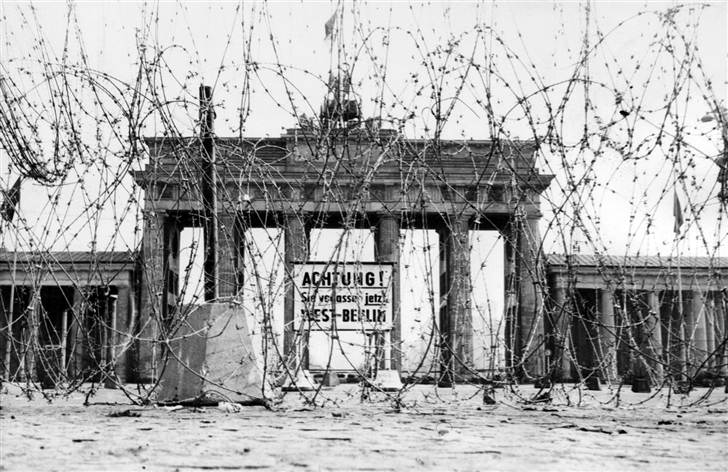 ACHTUNG!
Sie verlassen jetzt
WEST-BERLIN